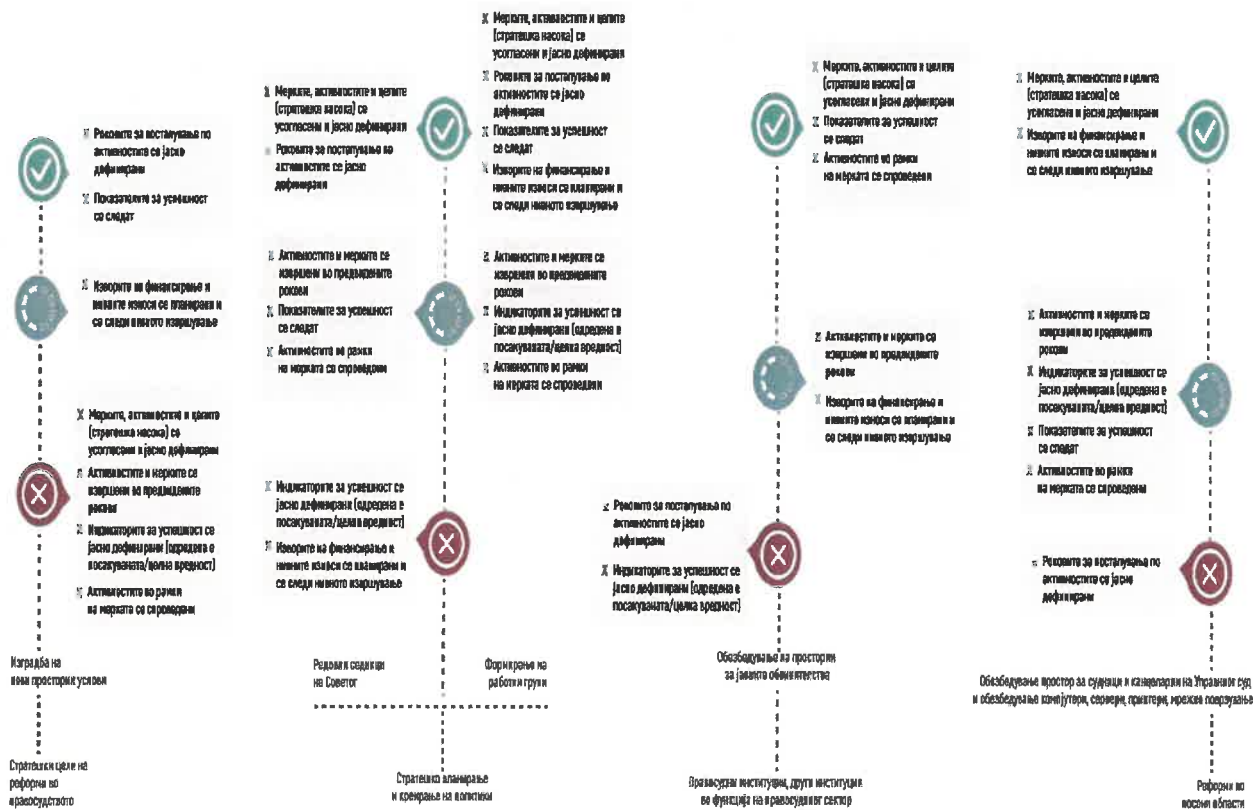 Роковите за постапување по
активностите се јасно
дефинирани
Показателите за успешност
се следат
Изворите на финансирање и
нивните износи се планирани и
се следи нивното извршување
Мерките, активностите и целите
(стратешка насока) се
усогласени и јасно дефинирани
Активностите и мерките се
извршени во предвидените
рокови
Индикаторите за успешност се
јасно дефинирани (одредена е
посакуваната/целна вредност)
Активностите во рамки
на мерката се спроведени
Изградба на
нови просторни услови
Стратешки цели на
реформи во
правосудството
Мерките, активностите и целите
(стратешка насока) се
усогласени и јасно дефинирани
Роковите за постапување по
активностите се јасно
дефинирани
Активностите и мерките се
извршени во предвидените
рокови
Показателите за успешност
се следат
Активностите во рамки
на мерката се спроведени
Индикаторите за успешност се
јасно дефинирани (одредена е
посакуваната/целна вредност)
Изворите на финансирање и
нивните износи се планирани и
се следи нивното извршување
Редовни седници
на Советот
Мерките, активностите и целите
(стратешка насока) се
усогласени и јасно дефинирани
Роковите за постапување по
активностите се јасно
дефинирани
Показателите за успешност
се следат
Изворите на финансирање и
нивните износи се планирани и
се следи нивното извршување
Активностите и мерките се
извршени во предвидените
рокови
Индикаторите за успешност се
јасно дефинирани (одредена е
посакуваната/целна вредност)
Активностите во рамки
на мерката се спроведени
Формирање на
работни групи
Стратешко планирање
и креирање на политики
Мерките, активностите и целите
(стратешка насока) се
усогласени и јасно дефинирани
Показателите за успешност
се следат
Активностите во рамки
на мерката се спроведени
Активностите и мерките се
извршени во предвидените
рокови
Изворите на финансирање и
нивните износи се планирани и
се следи нивното извршување
Роковите за постапување по
активностите се јасно
дефинирани
Индикаторите за успешност се
јасно дефинирани (одредена е
посакуваната/целна вредност)
Обезбедување на простории
за јавните обвинителства
Правосудни институции, други институции
во функција на правосудниот сектор
Мерките, активностите и целите
(стратешка насока) се
усогласени и јасно дефинирани
Изворите на финансирање и
нивните износи се планирани и
се следи нивното извршување
Активностите и мерките се
извршени во предвидените
рокови
Индикаторите за успешност се
јасно дефинирани (одредена е
посакуваната/целна вредност)
Показателите за успешност
се следат
Активностите во рамки
на мерката се спроведени
Роковите за постапување по
активностите се јасно
дефинирани
Обезбедување простор за судници и канцеларии на Управниот суд
и обезбедување компјутери, сервери, принтери, мрежно поврзување
Реформи во
посебни области